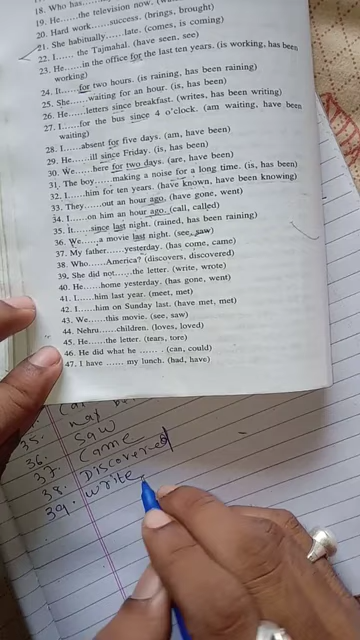 18. Who has
19. He......the television now.
20. Hard work......success. (brings, brought)
21. She habitually......late. (comes, is coming)
22. I...... the Tajmahal. (have seen, see)
23. He......in the office for the last ten years. (is working, has been working)
24. It......for two hours. (is raining, has been raining)
25. She......waiting for an hour. (is, has been)
26. He......letters since breakfast. (writes, has been writing)
27. I......for the bus since 4 o'clock. (am waiting, have been waiting)
28. I......absent for five days. (am, have been)
29. He......ill since Friday. (is, has been)
30. We......here for two days. (are, have been)
31. The boy......making a noise for a long time. (is, has been)
32. I......him for ten years. (have known, have been knowing)
33. They......out an hour ago. (have gone, went)
34. I......on him an hour ago. (call, called)
35. It......since last night. (rained, has been raining)
36. We......a movie last night. (see, saw)
37. My father......yesterday. (has come, came)
38. Who......America? (discovers, discovered)
39. She did not......the letter. (write, wrote)
40. He......home yesterday. (has gone, went)
41. I......him last year. (meet, met)
42. I......him on Sunday last. (have met, met)
43. We......this movie. (see, saw)
44. Nehru......children. (loves, loved)
45. He......the letter. (tears, tore)
46. He did what he ...... . (can, could)
47. I have ...... my lunch. (had, have)
35.
36. Saw
37. Came
38. Discovered
39. Write